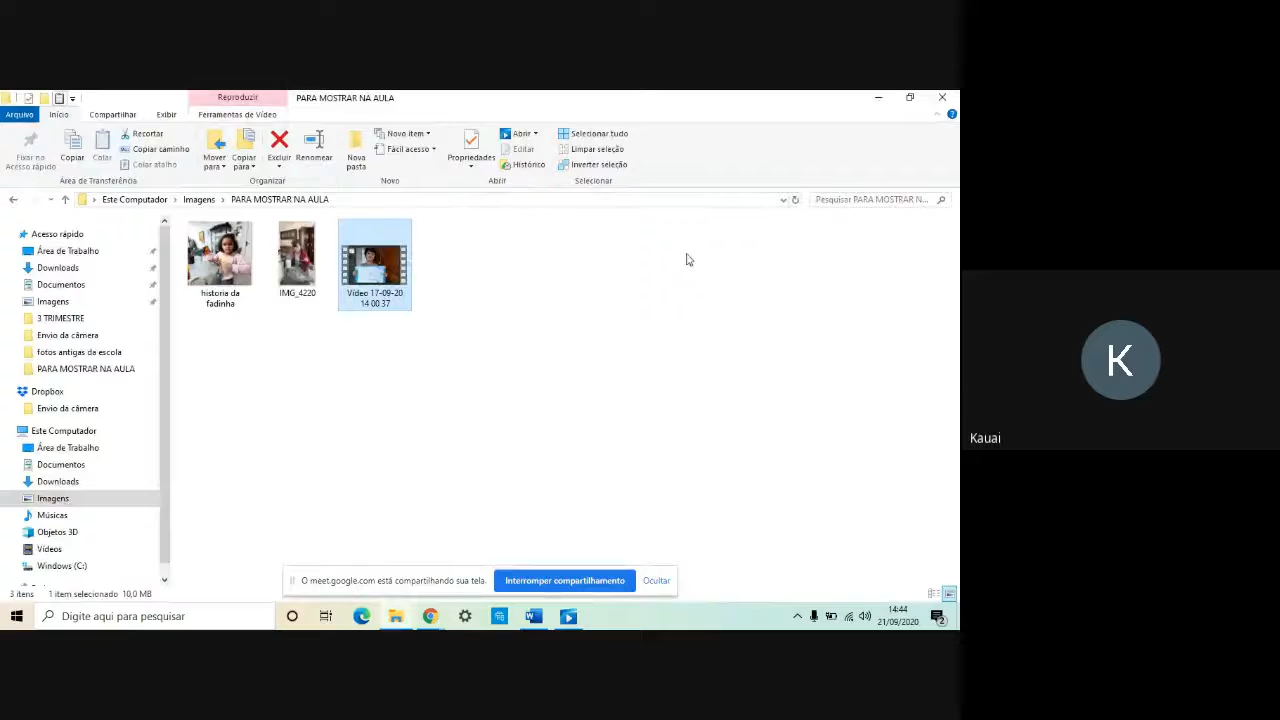 Reproduzir
PARA MOSTRAR NA AULA
Arquivo
Início
Compartilhar
Exibir
Ferramentas de Vídeo
Fixar no
Acesso rápido
Copiar
Colar
Recortar
Copiar caminho
Colar atalho
Área de Transferência
Mover
para
Copiar
para
Excluir
Renomear
Organizar
Nova
pasta
Novo item
Fácil acesso
Novo
Propriedades
Abrir
Editar
Histórico
Abrir
Selecionar tudo
Limpar seleção
Inverter seleção
Selecionar
Este Computador > Imagens > PARA MOSTRAR NA AULA
Pesquisar PARA MOSTRAR N...
Acesso rápido
Área de Trabalho
Downloads
Documentos
Imagens
3 TRIMESTRE
Envio da câmera
fotos antigas da escola
PARA MOSTRAR NA AULA
Dropbox
Envio da câmera
Este Computador
Área de Trabalho
Documentos
Downloads
Imagens
Músicas
Objetos 3D
Vídeos
Windows (C:)
historia da
fadinha
IMG_4220
Vídeo 17-09-20
14 00 37
K
Kauai
O meet.google.com está compartilhando sua tela.
Interromper compartilhamento
Ocultar
3 itens
1 item selecionado 10,0 MB
Digite aqui para pesquisar
14:44
21/09/2020
2